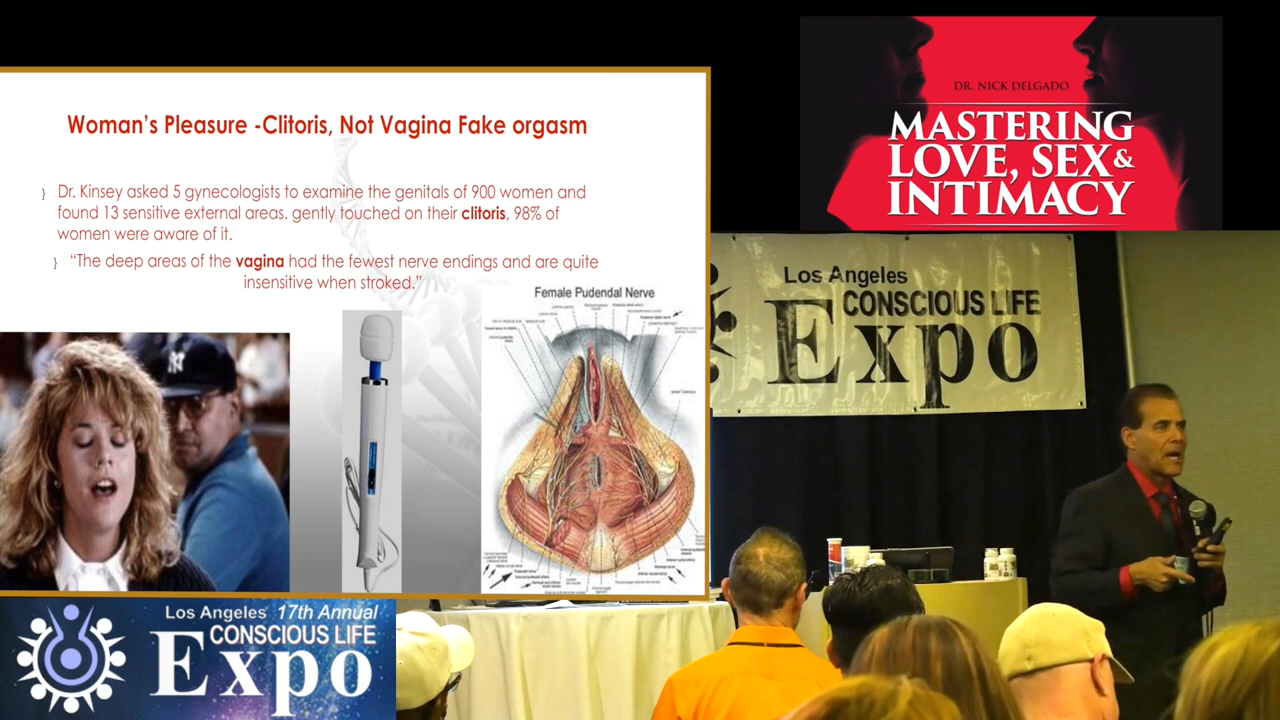 Woman's Pleasure -Clitoris, Not Vagina Fake orgasm
Dr. Kinsey asked 5 gynecologists to examine the genitals of 900 women and
found 13 sensitive external areas. gently touched on their clitoris, 98% of
women were aware of it.
"The deep areas of the vagina had the fewest nerve endings and are quite
insensitive when stroked."
Female Pudendal Nerve
DR. NICK DELGADO
MASTERING
LOVE, SEX &
INTIMACY
Los Angeles
CONSCIOUS LIFE
Expo
Los Angeles 17th Annual
CONSCIOUS LIFE
Expo